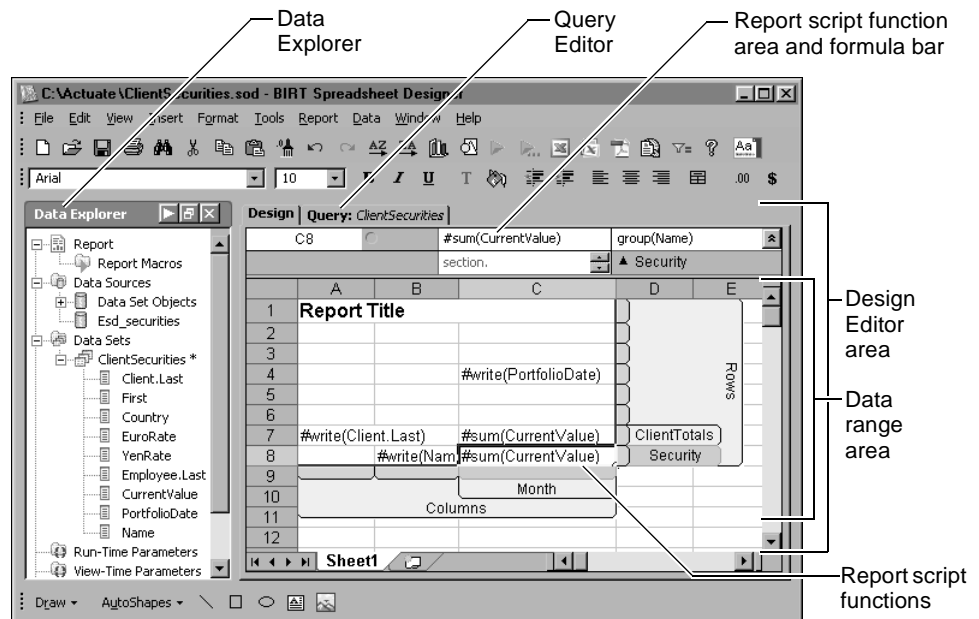 Data
Explorer
Query
Editor
Report script function
area and formula bar
C:\Actuate\ClientSecurities.sod - BIRT Spreadsheet Designer
File Edit View Insert Format Tools Report Data Window Help
Arial 10 B I U T .00 $
Data Explorer
Design Query: ClientSecurities
C8 #sum(CurrentValue) group(Name)
section. ▲ Security
Report
Report Macros
Data Sources
Data Set Objects
Esd_securities
Data Sets
ClientSecurities *
Client.Last
First
Country
EuroRate
YenRate
Employee.Last
CurrentValue
PortfolioDate
Name
Run-Time Parameters
View-Time Parameters
A B C D E
1 Report Title
2
3
4 #write(PortfolioDate)
5
6
7 #write(Client.Last) #sum(CurrentValue) ClientTotals
8 #write(Nam #sum(CurrentValue) Security
9
10 Month
11 Columns
12
Rows
Sheet1
Draw AutoShapes
Design
Editor
area
Data
range
area
Report script
functions